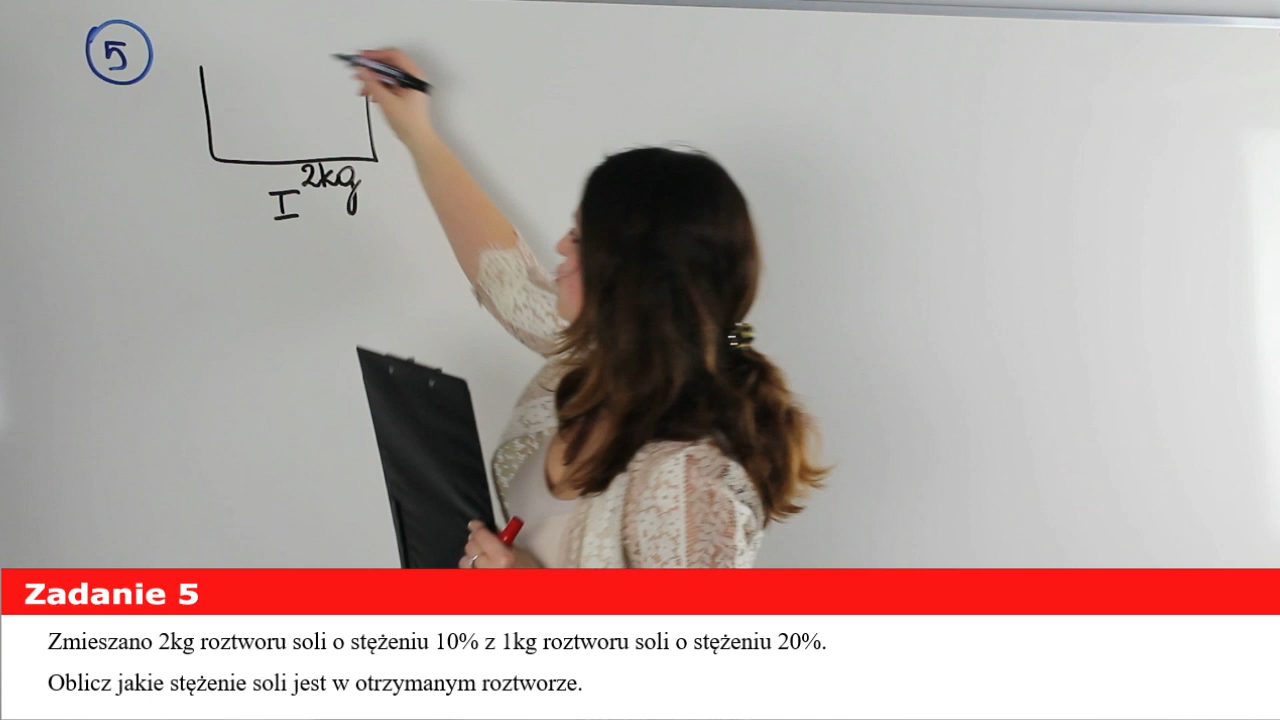 5
2kg
I
Zadanie 5
Zmieszano 2kg roztworu soli o stężeniu 10% z 1kg roztworu soli o stężeniu 20%.
Oblicz jakie stężenie soli jest w otrzymanym roztworze.